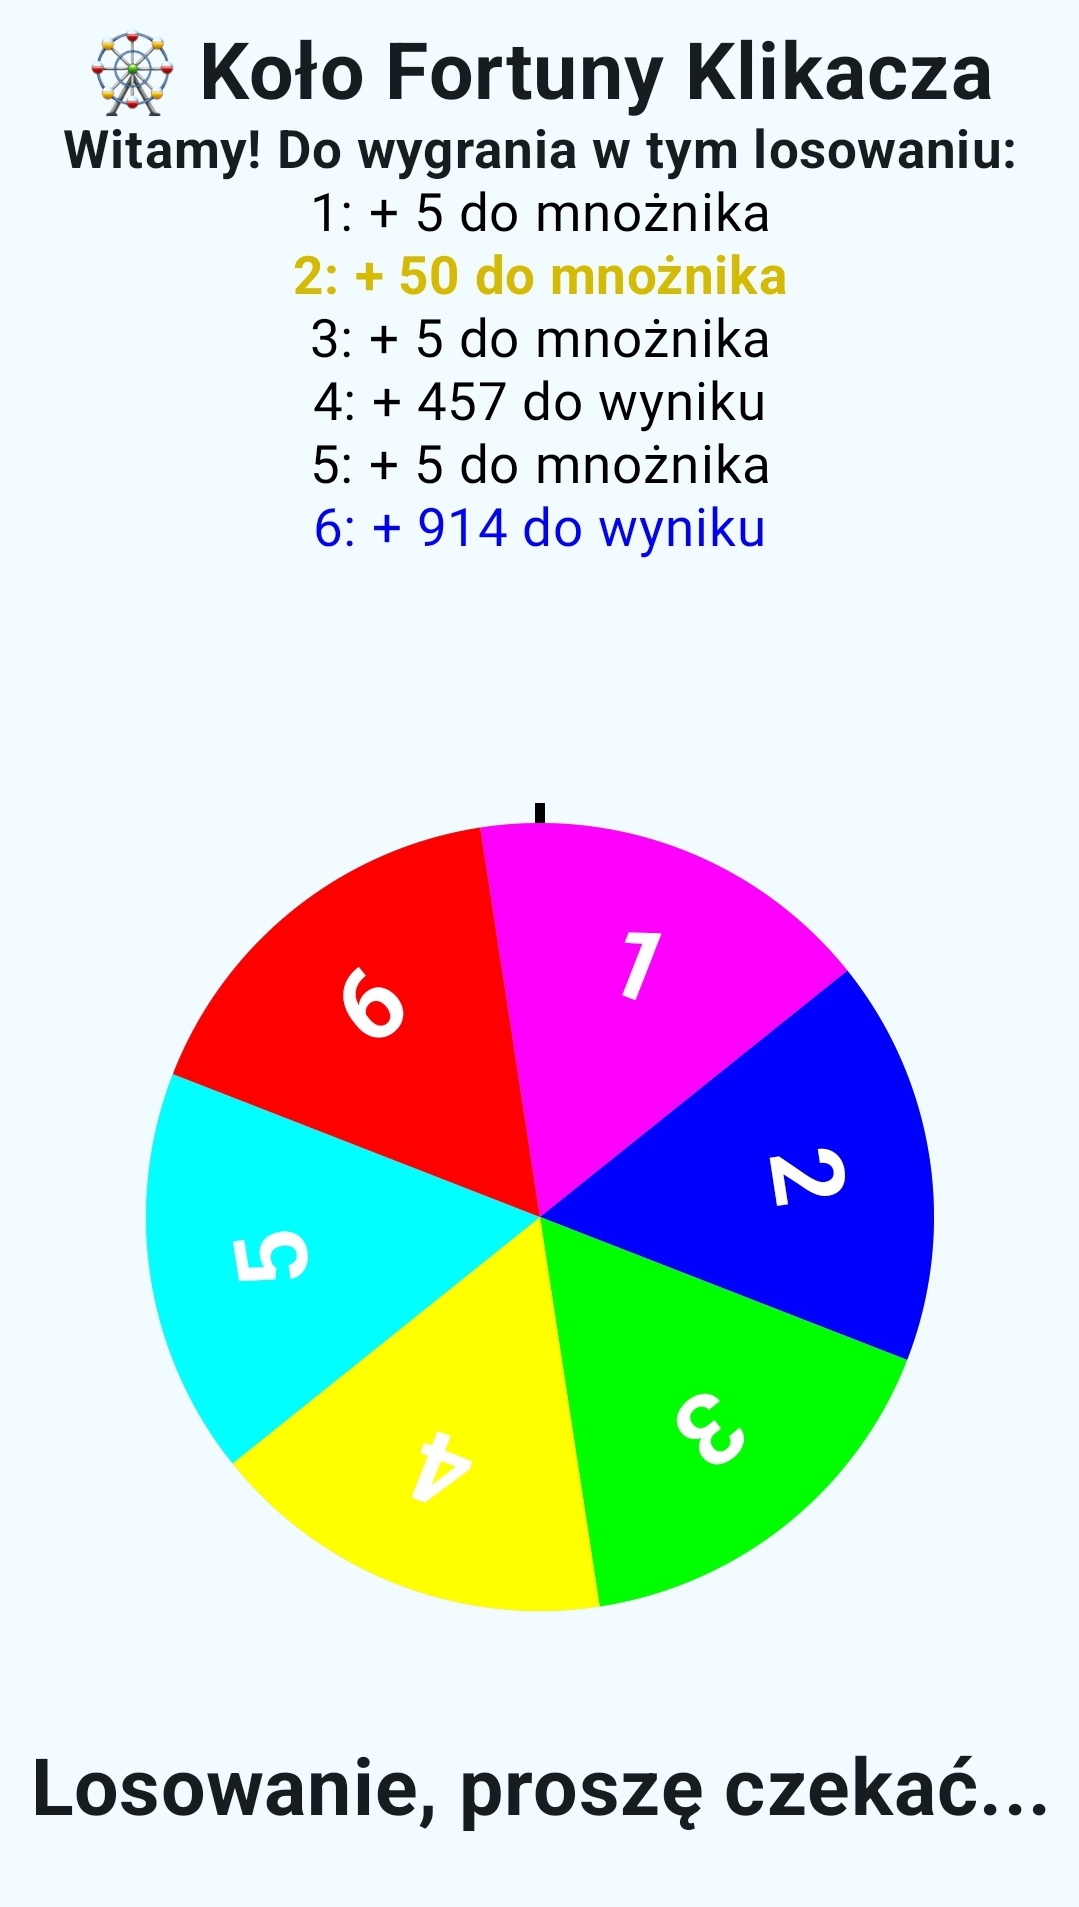 🎡 Koło Fortuny Klikacza
Witamy! Do wygrania w tym losowaniu:
1: + 5 do mnożnika
2: + 50 do mnożnika
3: + 5 do mnożnika
4: + 457 do wyniku
5: + 5 do mnożnika
6: + 914 do wyniku
1
6
2
5
3
4
Losowanie, proszę czekać...